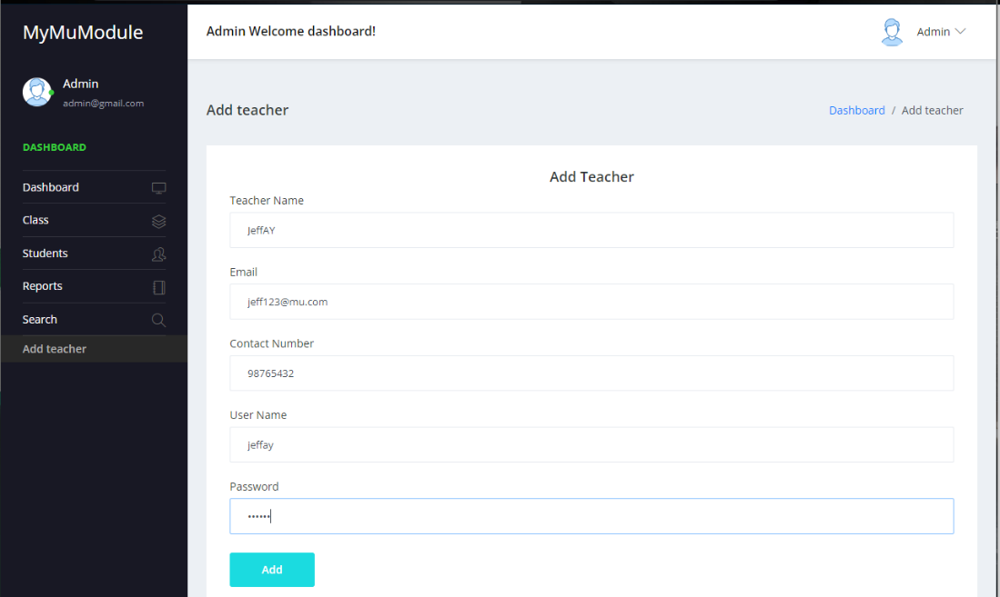 MyMuModule
Admin Welcome dashboard!
Admin
Admin
admin@gmail.com
DASHBOARD
Dashboard
Class
Students
Reports
Search
Add teacher
Add teacher
Dashboard / Add teacher
Add Teacher
Teacher Name
JeffAY
Email
jeff123@mu.com
Contact Number
98765432
User Name
jeffay
Password
••••••
Add